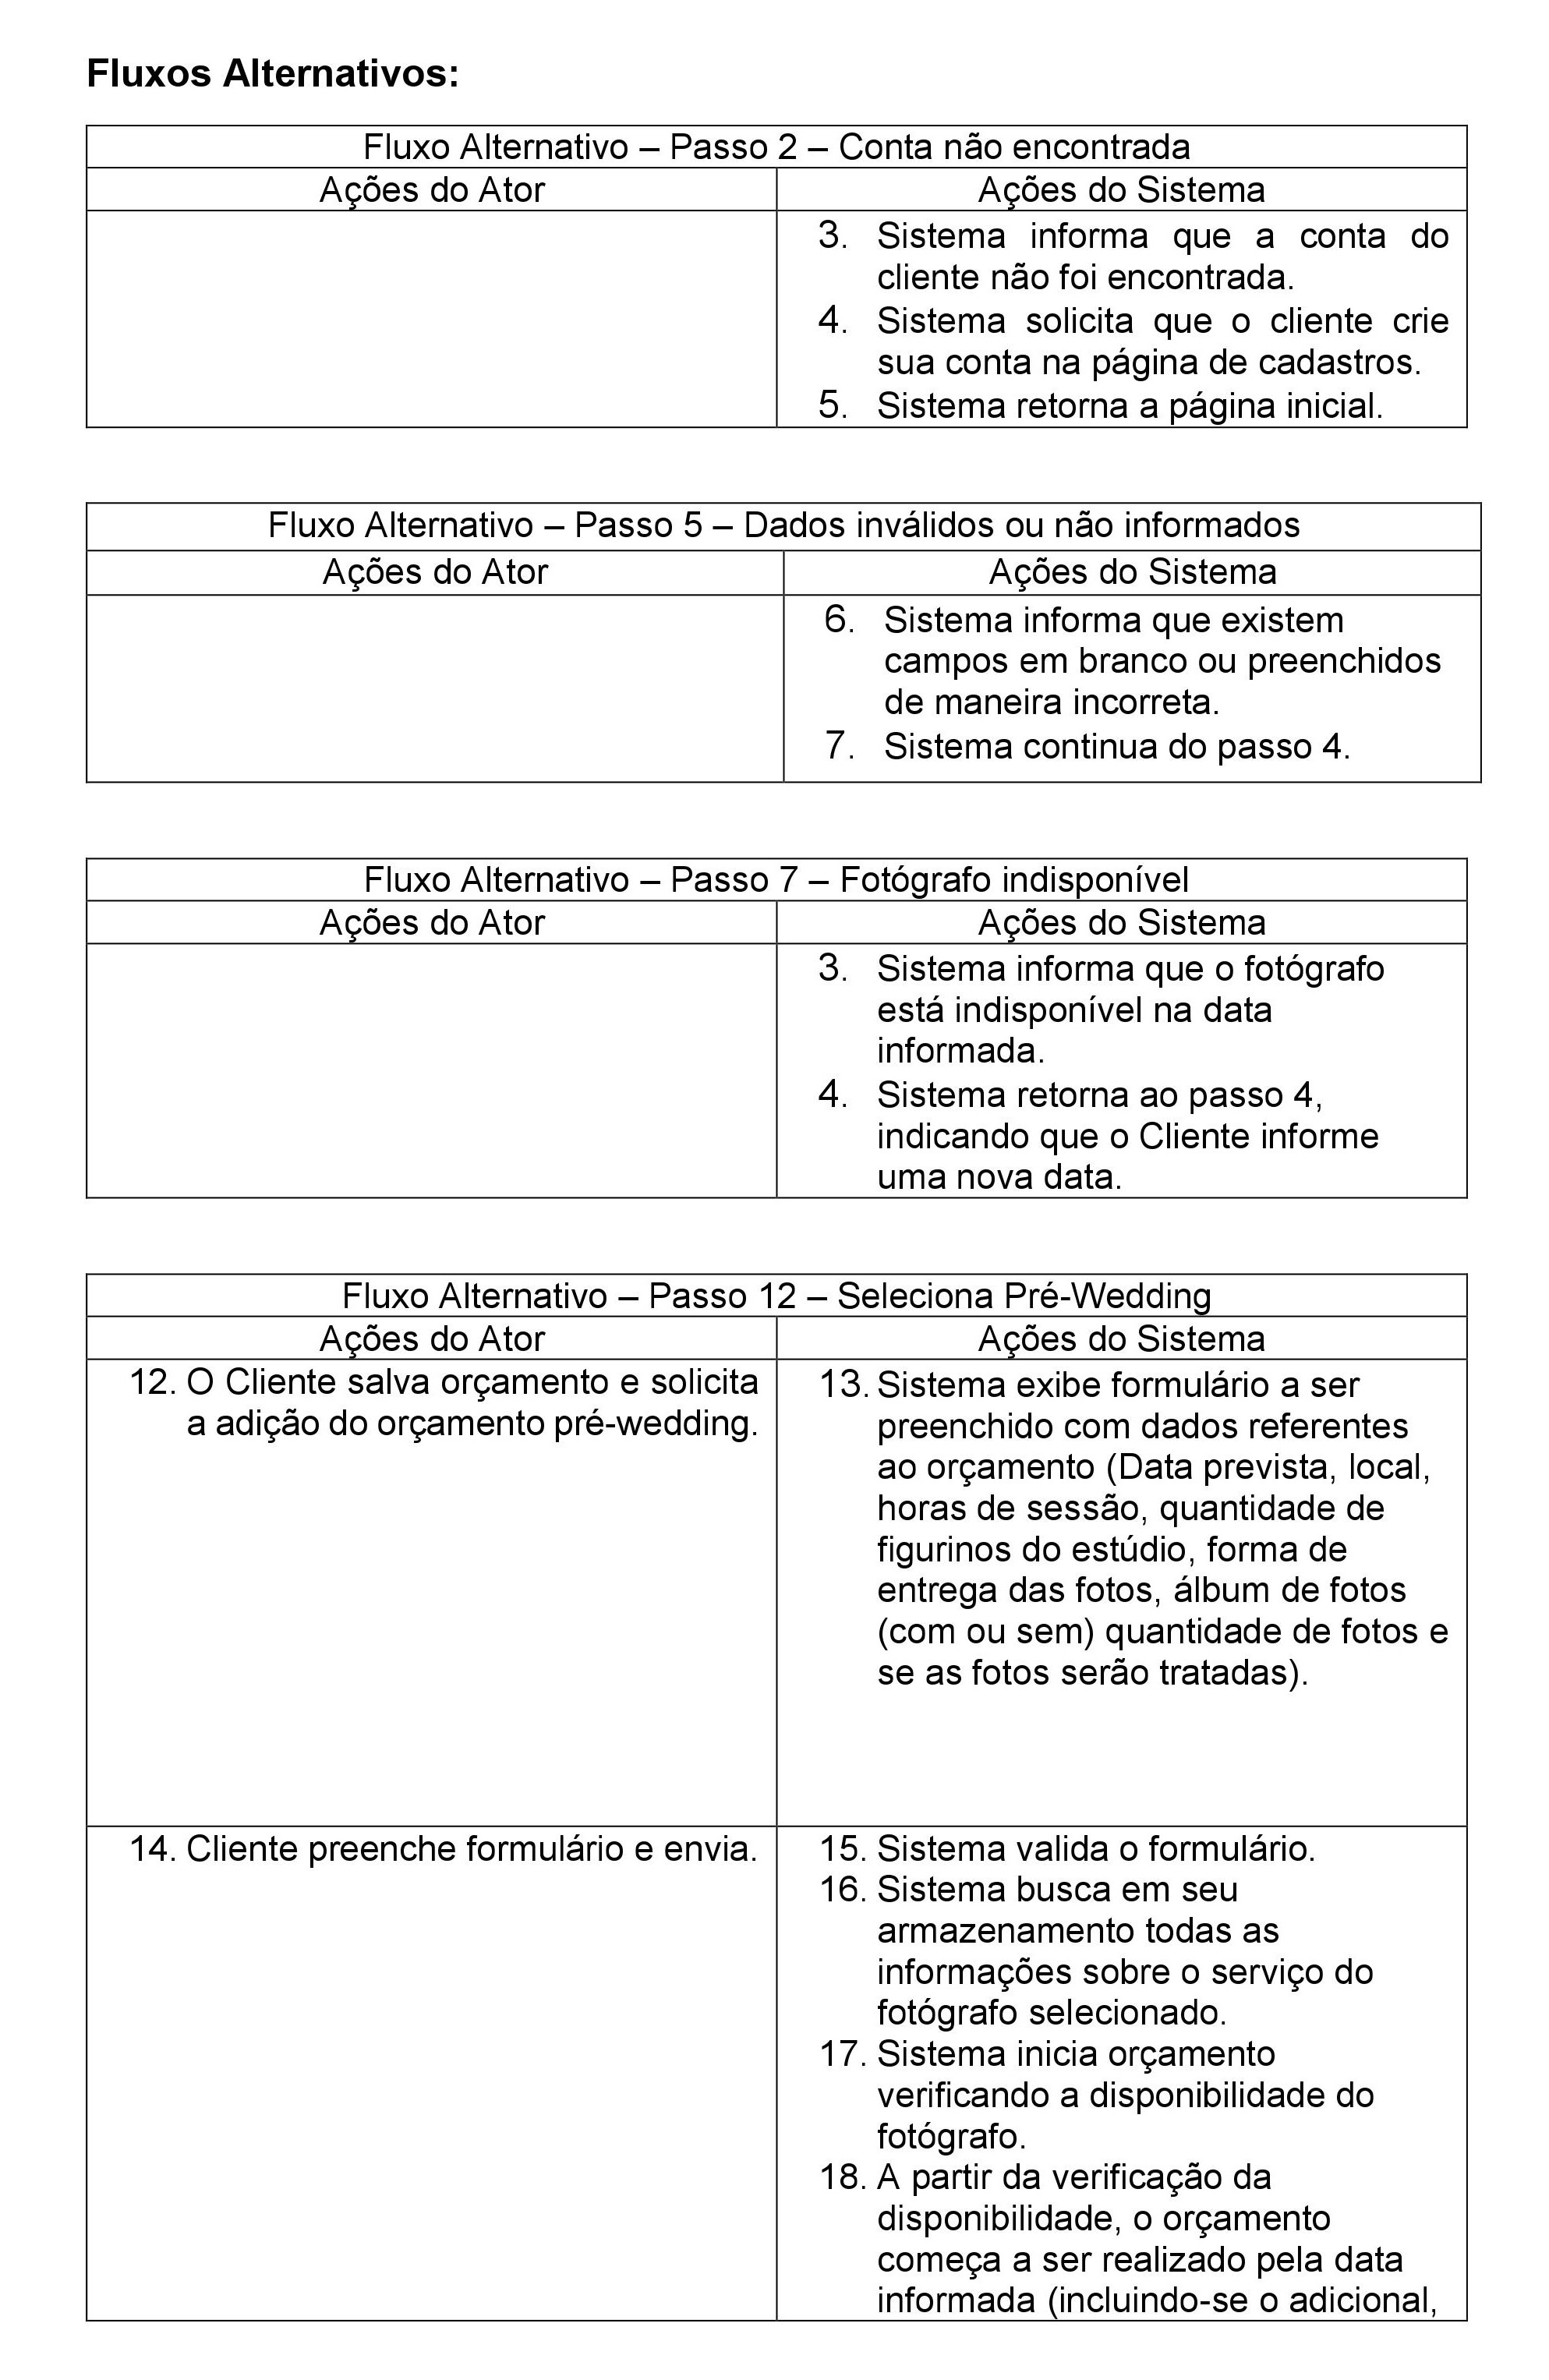 Fluxos Alternativos:
Fluxo Alternativo – Passo 2 – Conta não encontrada
Ações do Ator
Ações do Sistema
3. Sistema informa que a conta do
cliente não foi encontrada.
4. Sistema solicita que o cliente crie
sua conta na página de cadastros.
5. Sistema retorna a página inicial.
Fluxo Alternativo – Passo 5 – Dados inválidos ou não informados
Ações do Ator
Ações do Sistema
6. Sistema informa que existem
campos em branco ou preenchidos
de maneira incorreta.
7. Sistema continua do passo 4.
Fluxo Alternativo – Passo 7 – Fotógrafo indisponível
Ações do Ator
Ações do Sistema
3. Sistema informa que o fotógrafo
está indisponível na data
informada.
4. Sistema retorna ao passo 4,
indicando que o Cliente informe
uma nova data.
Fluxo Alternativo – Passo 12 – Seleciona Pré-Wedding
Ações do Ator
Ações do Sistema
12. O Cliente salva orçamento e solicita
a adição do orçamento pré-wedding.
13. Sistema exibe formulário a ser
preenchido com dados referentes
ao orçamento (Data prevista, local,
horas de sessão, quantidade de
figurinos do estúdio, forma de
entrega das fotos, álbum de fotos
(com ou sem) quantidade de fotos e
se as fotos serão tratadas).
14. Cliente preenche formulário e envia.
15. Sistema valida o formulário.
16. Sistema busca em seu
armazenamento todas as
informações sobre o serviço do
fotógrafo selecionado.
17. Sistema inicia orçamento
verificando a disponibilidade do
fotógrafo.
18. A partir da verificação da
disponibilidade, o orçamento
começa a ser realizado pela data
informada (incluindo-se o adicional,